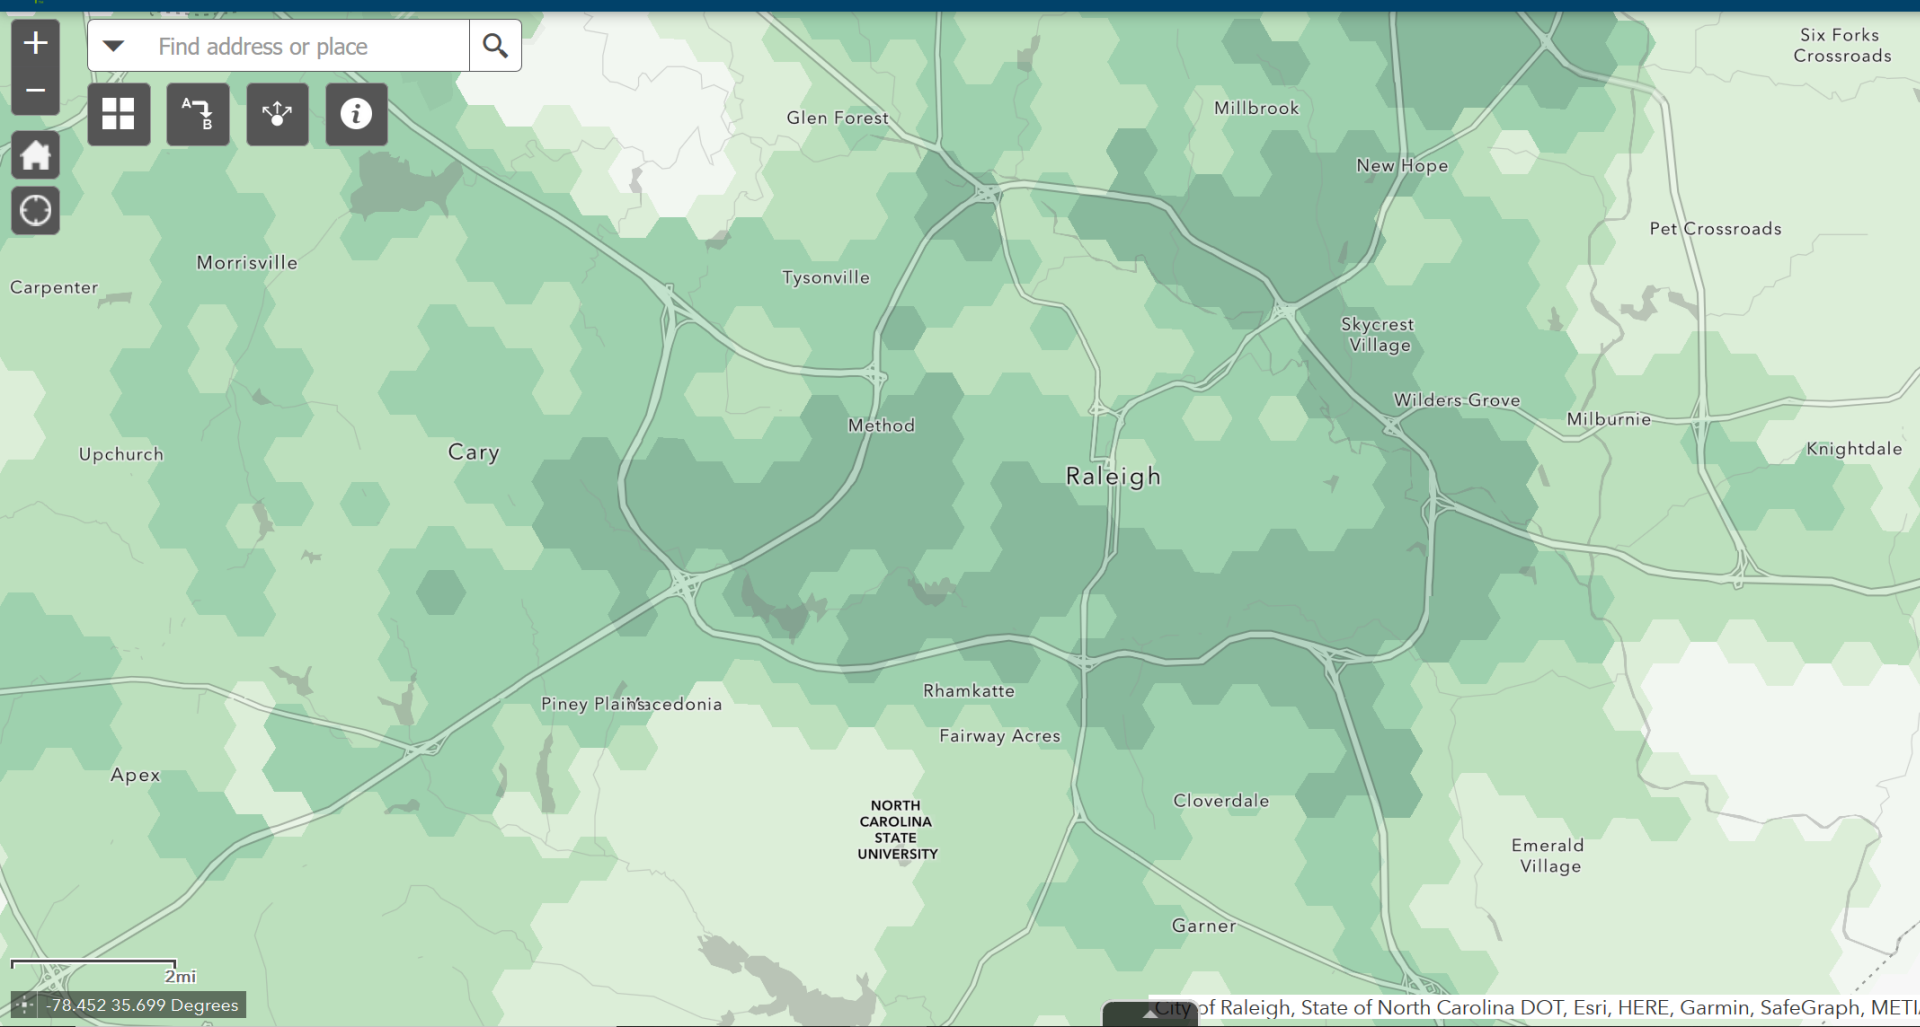 Find address or place
A
B
i
Six Forks
Crossroads
Glen Forest
Millbrook
New Hope
Pet Crossroads
Morrisville
Carpenter
Tysonville
Skycrest
Village
Wilders Grove
Milburnie
Method
Upchurch
Cary
Raleigh
Knightdale
Piney Plains
Macedonia
Rhamkatte
Fairway Acres
Apex
NORTH
CAROLINA
STATE
UNIVERSITY
Cloverdale
Emerald
Village
Garner
2mi
-78.452 35.699 Degrees
City of Raleigh, State of North Carolina DOT, Esri, HERE, Garmin, SafeGraph, METI